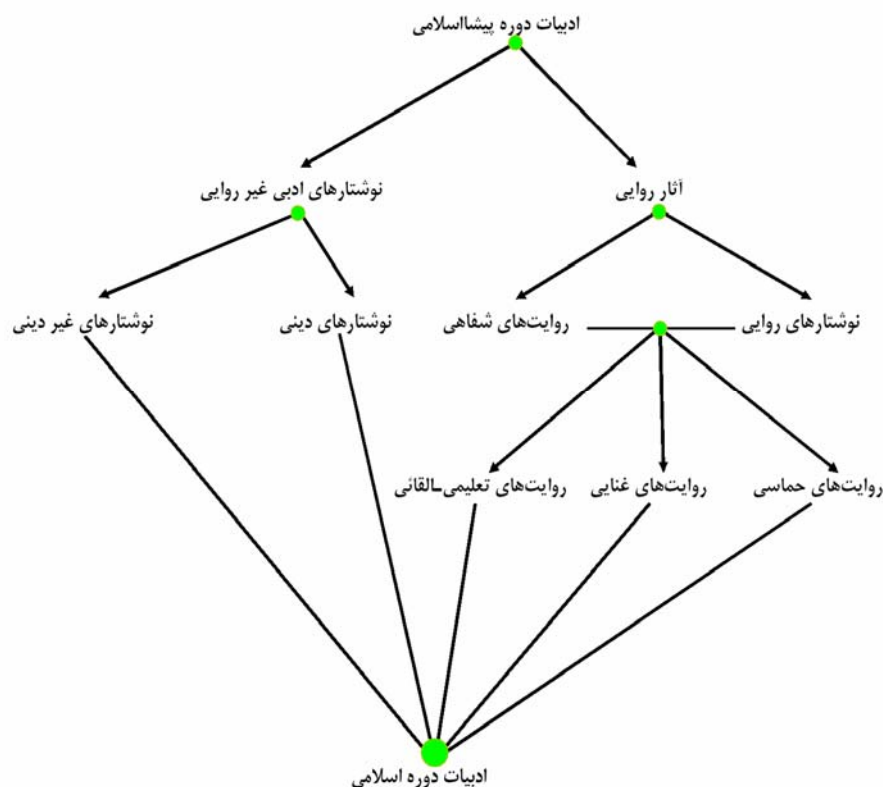 ادبیات دوره پیشااسلامی
آثار روایی
نوشتارهای ادبی غیر روایی
نوشتارهای روایی
روایت‌های شفاهی
نوشتارهای دینی
نوشتارهای غیر دینی
روایت‌های حماسی
روایت‌های غنایی
روایت‌های تعلیمی-القائی
ادبیات دوره اسلامی